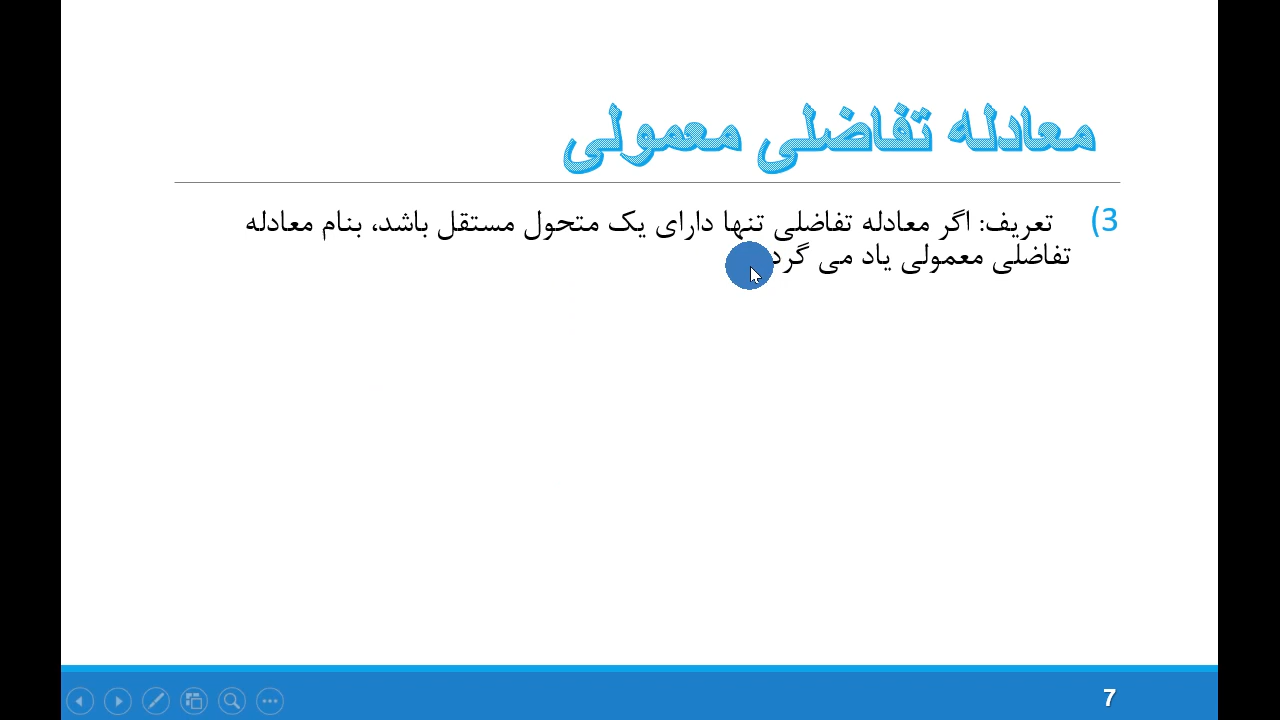 معادله تفاضلی معمولی
3) تعریف: اگر معادله تفاضلی تنها دارای یک متحول مستقل باشد، بنام معادله
تفاضلی معمولی یاد می گردد
7